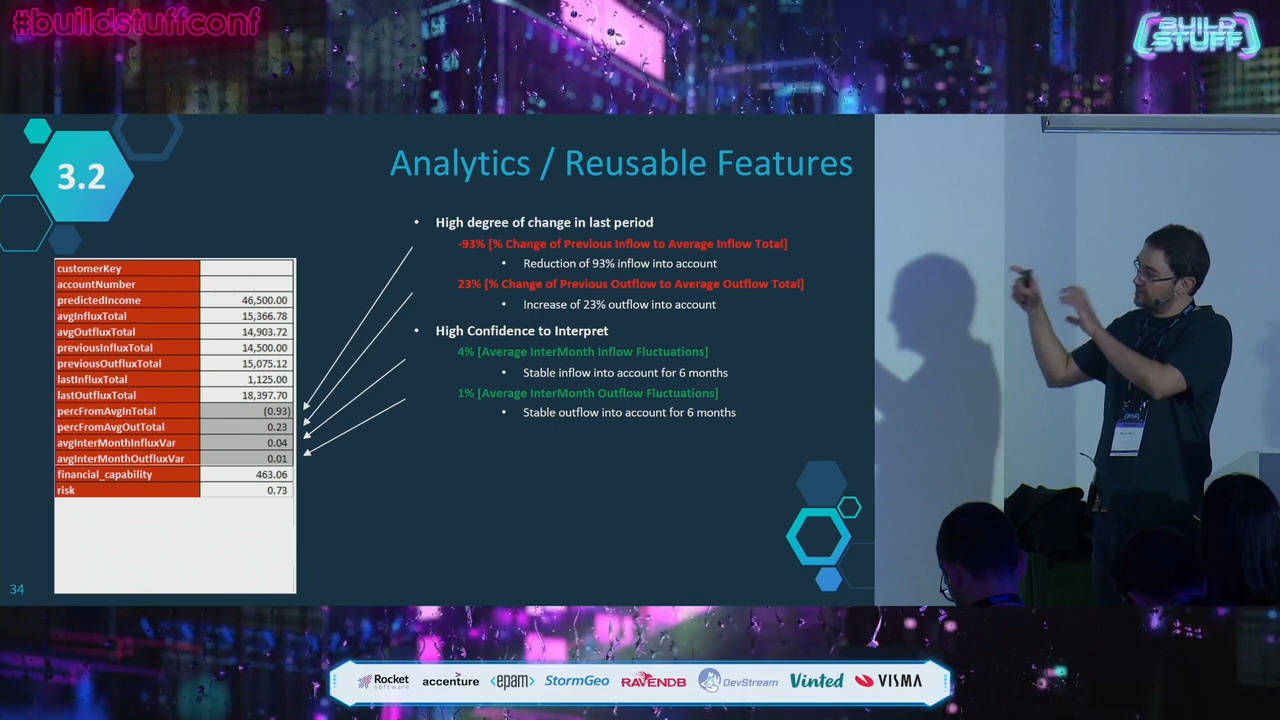 #buildstuffconf
BUILD
STUFF
3.2
Analytics / Reusable Features
customerKey
accountNumber
predictedIncome 46,500.00
avgInfluxTotal 15,366.78
avgOutfluxTotal 14,903.72
previousInfluxTotal 14,500.00
previousOutfluxTotal 15,075.12
lastInfluxTotal 1,125.00
lastOutfluxTotal 18,397.70
percFromAvgInTotal (0.93)
percFromAvgOutTotal 0.23
avgInterMonthInfluxVar 0.04
avgInterMonthOutfluxVar 0.01
financial_capability 463.06
risk 0.73
• High degree of change in last period
-93% [% Change of Previous Inflow to Average Inflow Total]
• Reduction of 93% inflow into account
23% [% Change of Previous Outflow to Average Outflow Total]
• Increase of 23% outflow into account
• High Confidence to Interpret
4% [Average InterMonth Inflow Fluctuations]
• Stable inflow into account for 6 months
1% [Average InterMonth Outflow Fluctuations]
• Stable outflow into account for 6 months
34
Rocket
software
accenture
<epam>
StormGeo
RAVENDB
DevStream
Vinted
VISMA